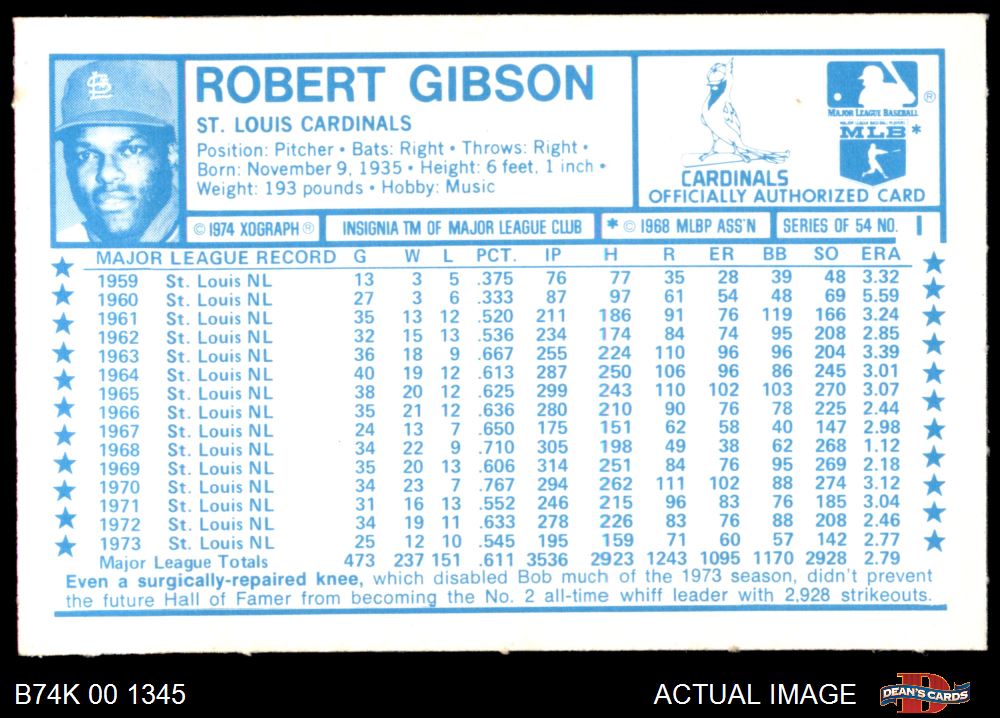 ROBERT GIBSON
ST. LOUIS CARDINALS
Position: Pitcher • Bats: Right • Throws: Right •
Born: November 9, 1935 • Height: 6 feet, 1 inch •
Weight: 193 pounds • Hobby: Music
CARDINALS
OFFICIALLY AUTHORIZED CARD
®
MAJOR LEAGUE BASEBALL
MLB *
© 1974 XOGRAPH ® INSIGNIA TM OF MAJOR LEAGUE CLUB * © 1968 MLBP ASS'N SERIES OF 54 NO. 1
MAJOR LEAGUE RECORD G W L PCT. IP H R ER BB SO ERA
1959 St. Louis NL 13 3 5 .375 76 77 35 28 39 48 3.32
1960 St. Louis NL 27 3 6 .333 87 97 61 54 48 69 5.59
1961 St. Louis NL 35 13 12 .520 211 186 91 76 119 166 3.24
1962 St. Louis NL 32 15 13 .536 234 174 84 74 95 208 2.85
1963 St. Louis NL 36 18 9 .667 255 224 110 96 96 204 3.39
1964 St. Louis NL 40 19 12 .613 287 250 106 96 86 245 3.01
1965 St. Louis NL 38 20 12 .625 299 243 110 102 103 270 3.07
1966 St. Louis NL 35 21 12 .636 280 210 90 76 78 225 2.44
1967 St. Louis NL 24 13 7 .650 175 151 62 58 40 147 2.98
1968 St. Louis NL 34 22 9 .710 305 198 49 38 62 268 1.12
1969 St. Louis NL 35 20 13 .606 314 251 84 76 95 269 2.18
1970 St. Louis NL 34 23 7 .767 294 262 111 102 88 274 3.12
1971 St. Louis NL 31 16 13 .552 246 215 96 83 76 185 3.04
1972 St. Louis NL 34 19 11 .633 278 226 83 76 88 208 2.46
1973 St. Louis NL 25 12 10 .545 195 159 71 60 57 142 2.77
Major League Totals 473 237 151 .611 3536 2923 1243 1095 1170 2928 2.79
Even a surgically-repaired knee, which disabled Bob much of the 1973 season, didn't prevent
the future Hall of Famer from becoming the No. 2 all-time whiff leader with 2,928 strikeouts.
B74K 00 1345 ACTUAL IMAGE DEAN'S CARDS